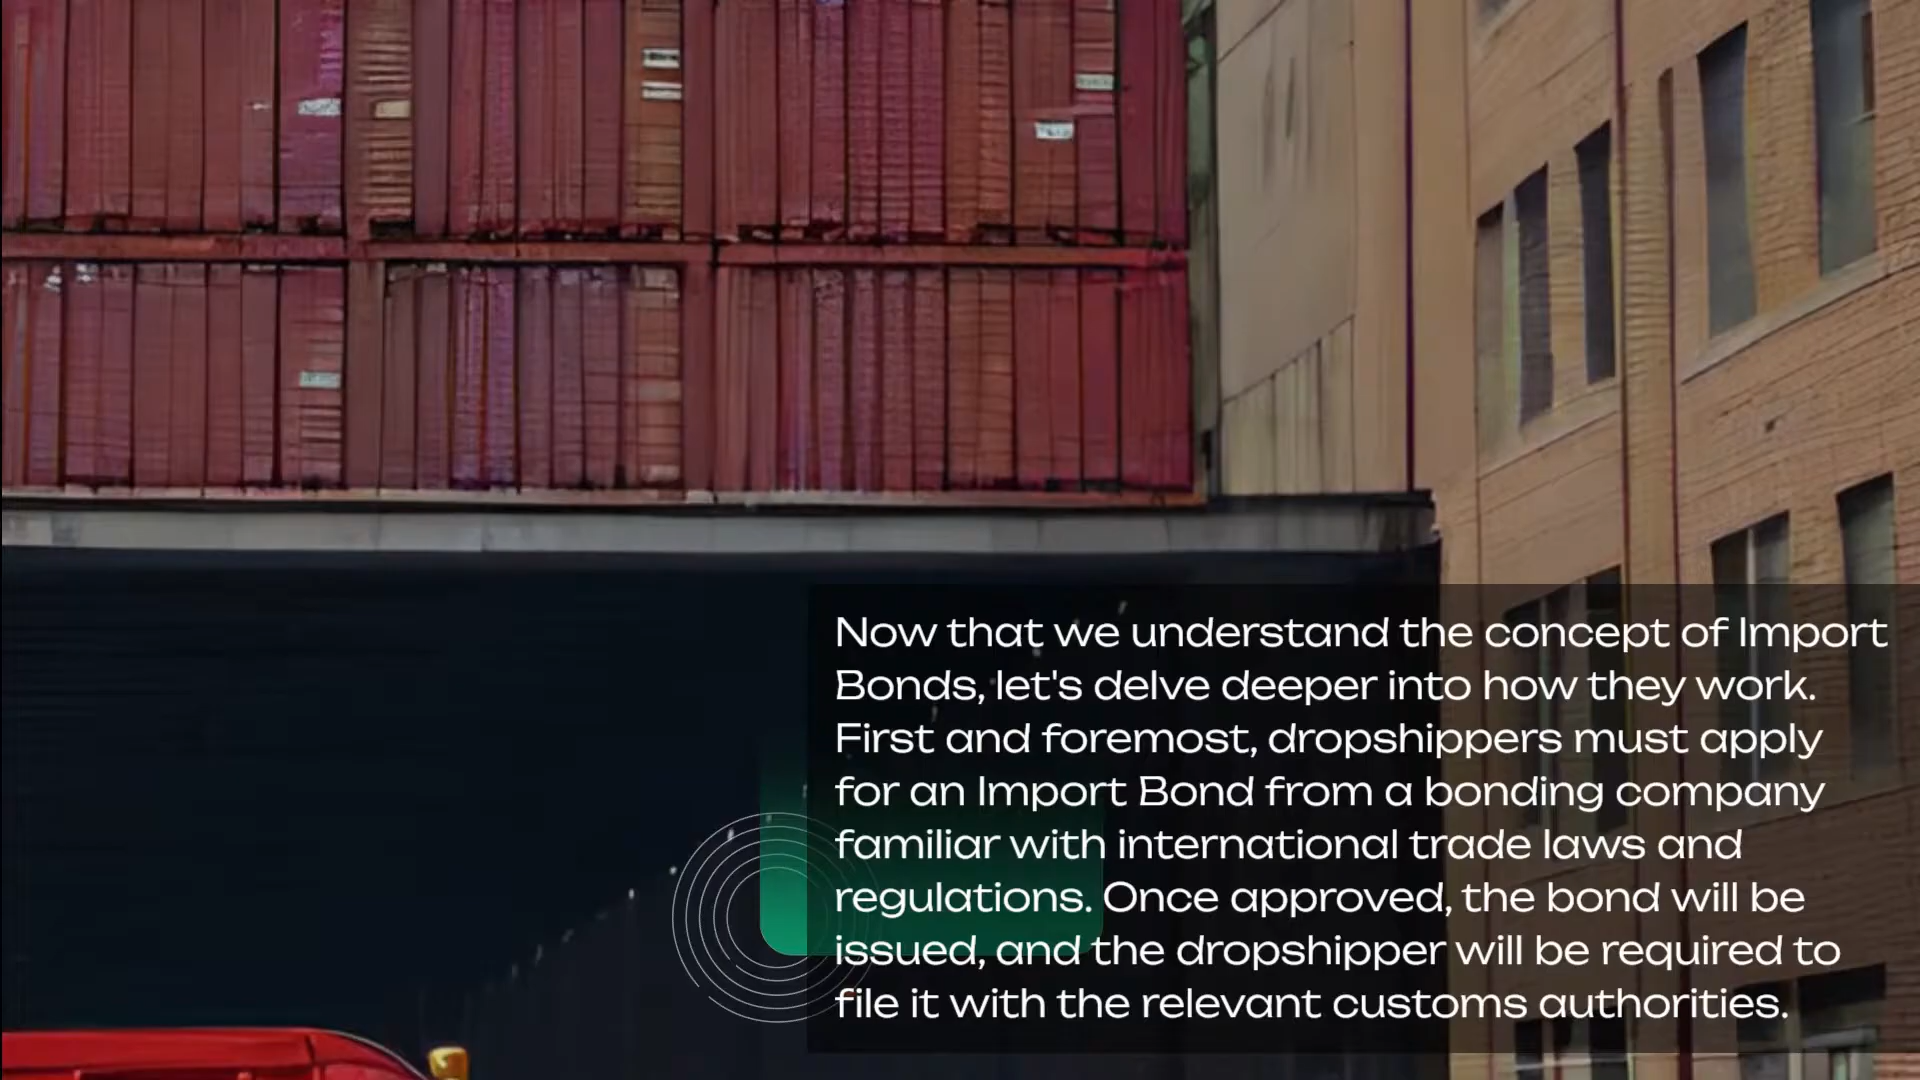 Now that we understand the concept of Import
Bonds, let's delve deeper into how they work.
First and foremost, dropshippers must apply
for an Import Bond from a bonding company
familiar with international trade laws and
regulations. Once approved, the bond will be
issued, and the dropshipper will be required to
file it with the relevant customs authorities.